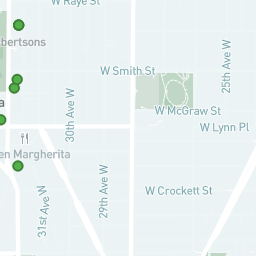 W Raye St
bertsons
W Smith St
25th Ave W
a
W McGraw St
30th Ave W
W Lynn Pl
en Margherita
29th Ave W
W Crockett St
31st Ave W